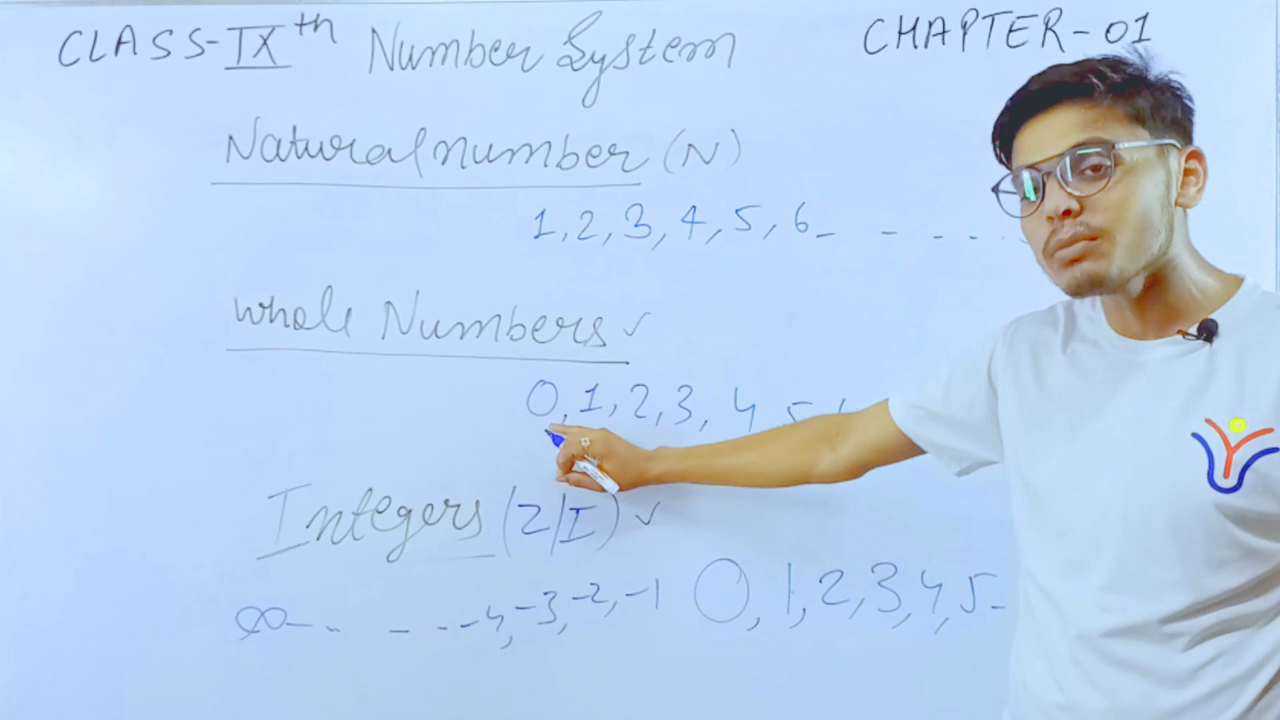 CLASS-IXth Number System CHAPTER-01
Natural number (N)
1,2,3,4,5,6_ - - - -
Whole Numbers ✓
0,1,2,3,4 5
Integers (Z/I) ✓
∞-.. - - - -4,-3,-2,-1 0,1,2,3,4,5-